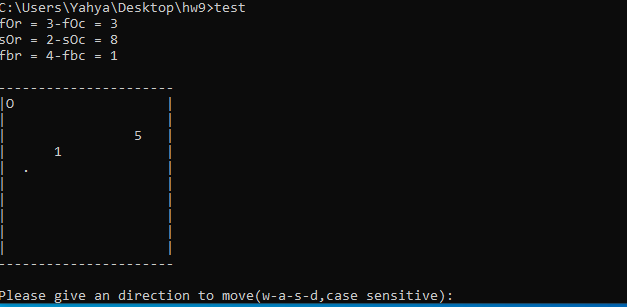 C:\Users\Yahya\Desktop\hw9>test
fOr = 3-fOc = 3
sOr = 2-sOc = 8
fbr = 4-fbc = 1
---------------------
|O                   |
|                    |
|                5   |
|      1             |
|  .                 |
|                    |
|                    |
|                    |
|                    |
|                    |
---------------------
Please give an direction to move(w-a-s-d,case sensitive):